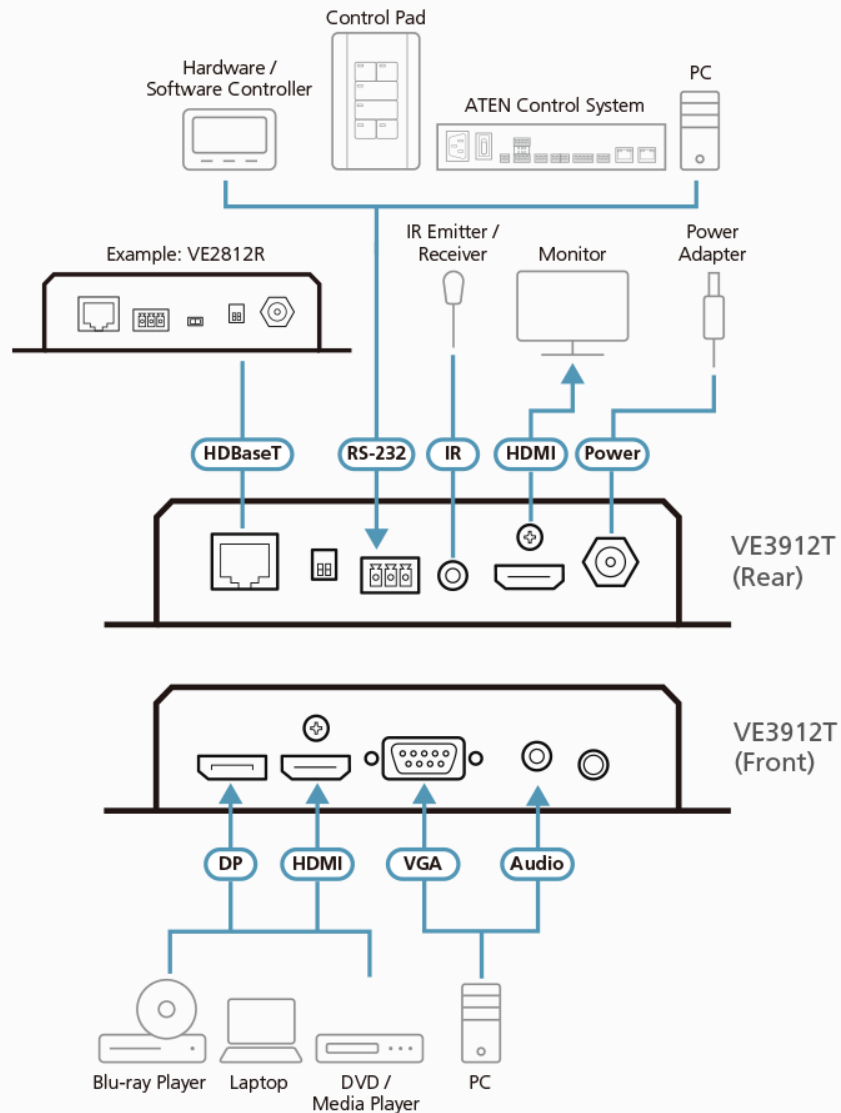 Control Pad
Hardware /
Software Controller
ATEN Control System
PC
Example: VE2812R
IR Emitter /
Receiver
Monitor
Power
Adapter
HDBaseT
RS-232
IR
HDMI
Power
VE3912T
(Rear)
VE3912T
(Front)
DP
HDMI
VGA
Audio
Blu-ray Player
Laptop
DVD /
Media Player
PC